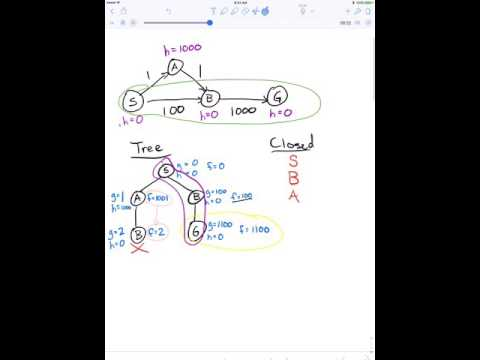 h=1000
A
1
1
S
100
B
1000
G
h=0
h=0
h=0
Tree
Closed
S
g=0
h=0
f=0
S
B
A
g=1
h=1000
A
f=1001
B
g=100
h=0
f=100
g=2
h=0
B
f=2
G
g=1100
h=0
f=1100